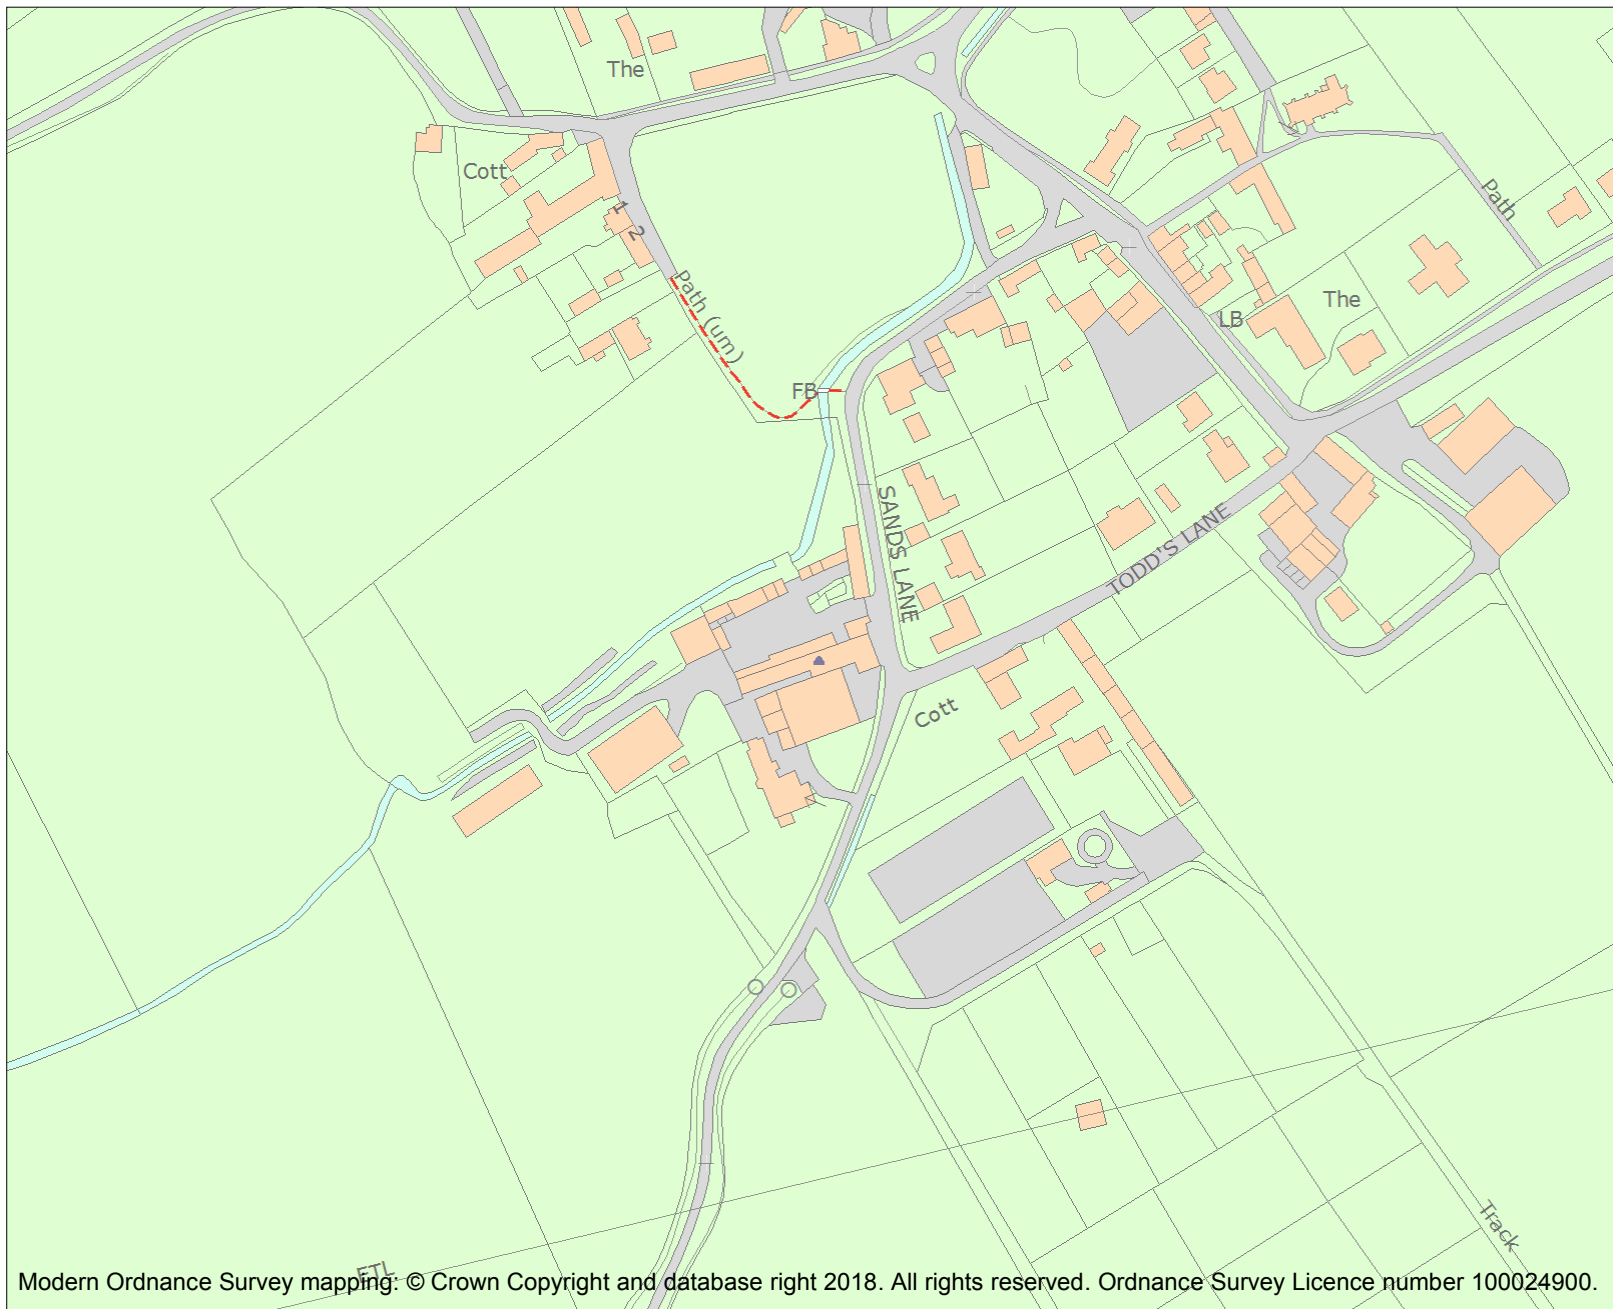 The
Cott
1
2
Path
Path (um)
The
LB
FB
SANDS LANE
TODD'S LANE
Cott
Track
ETL
Modern Ordnance Survey mapping: © Crown Copyright and database right 2018. All rights reserved. Ordnance Survey Licence number 100024900.